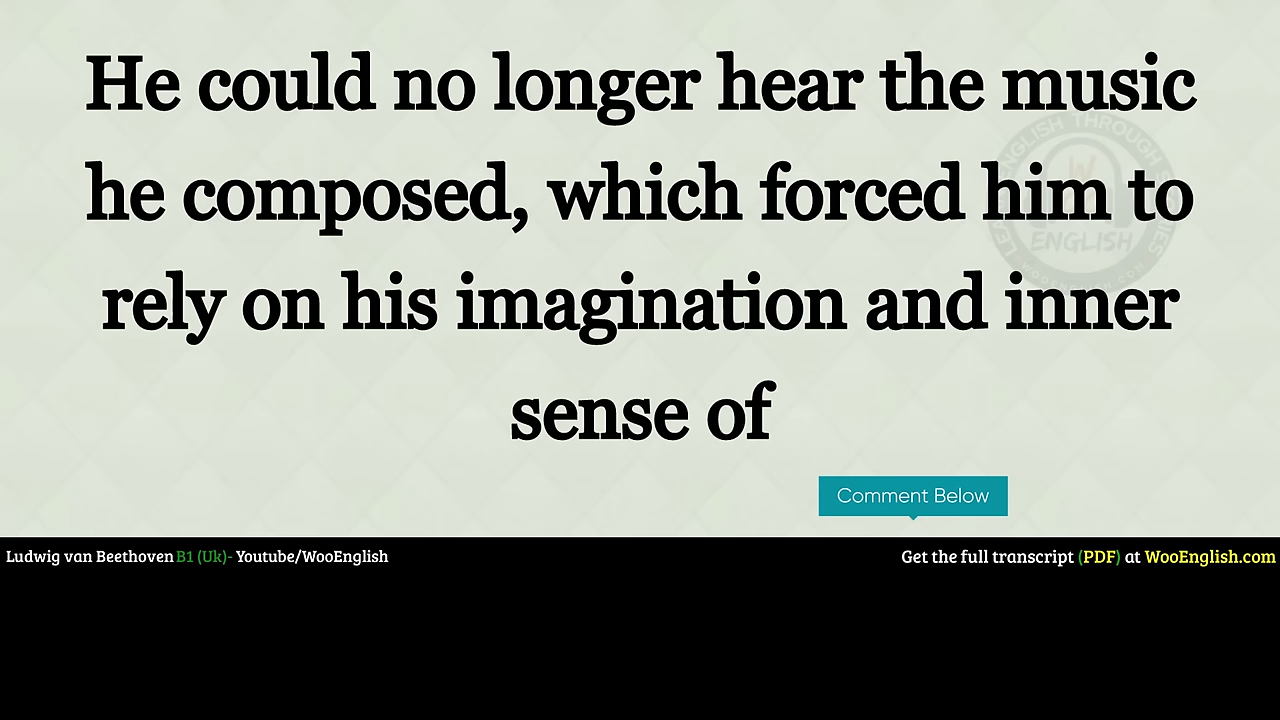 He could no longer hear the music
he composed, which forced him to
rely on his imagination and inner
sense of
ENGLISH
Comment Below
Ludwig van Beethoven B1 (Uk)- Youtube/WooEnglish
Get the full transcript (PDF) at WooEnglish.com